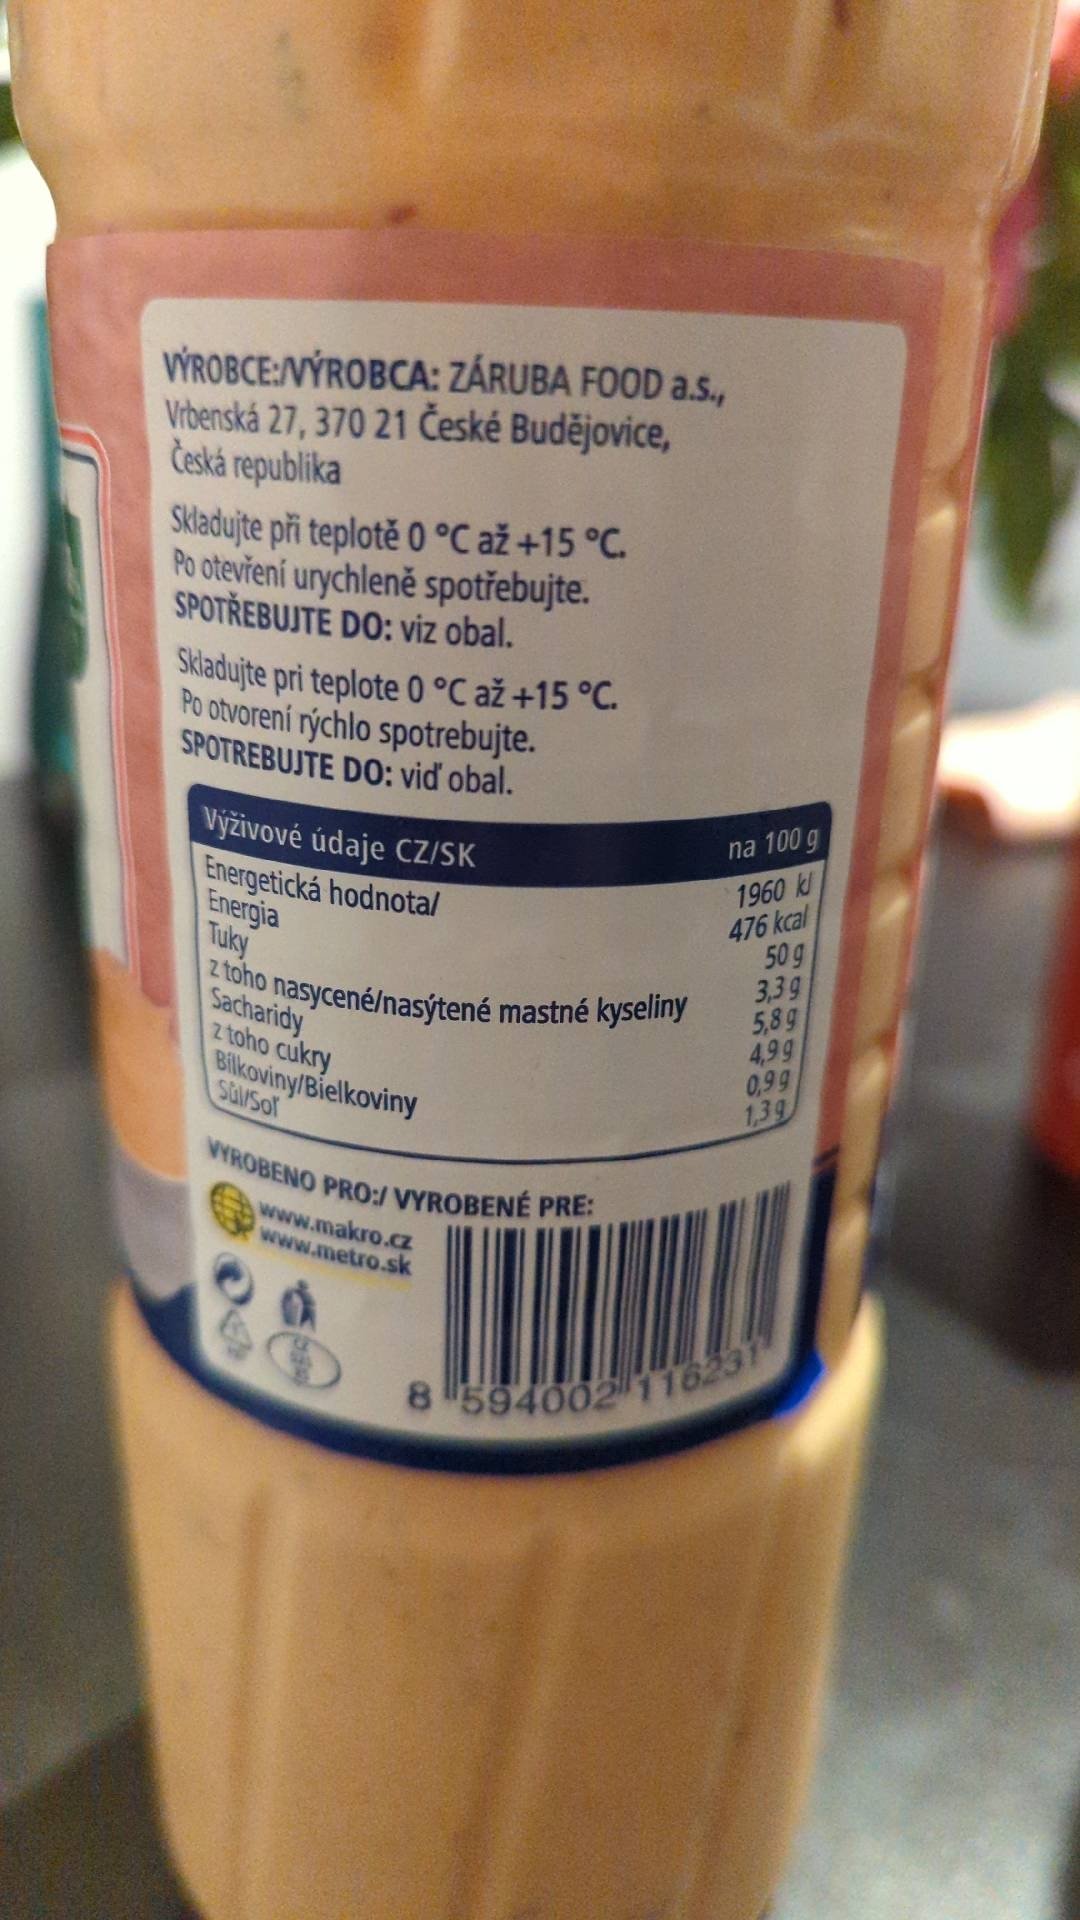 VÝROBCE:/VÝROBCA: ZÁRUBA FOOD a.s.,
Vrbenská 27, 370 21 České Budějovice,
Česká republika
Skladujte při teplotě 0 °C až +15 °C.
Po otevření urychleně spotřebujte.
SPOTŘEBUJTE DO: viz obal.
Skladujte pri teplote 0 °C až +15 °C.
Po otvorení rýchlo spotrebujte.
SPOTREBUJTE DO: viď obal.
Výživové údaje CZ/SK na 100 g
Energetická hodnota/ 1960 kJ
Energia 476 kcal
Tuky 50 g
z toho nasycené/nasýtené mastné kyseliny 3,3 g
Sacharidy 5,8 g
z toho cukry 4,9 g
Bílkoviny/Bielkoviny 0,9 g
Sůl/Soľ 1,3 g
VYROBENO PRO:/ VYROBENÉ PRE:
www.makro.cz
www.metro.sk
8 594002 116231